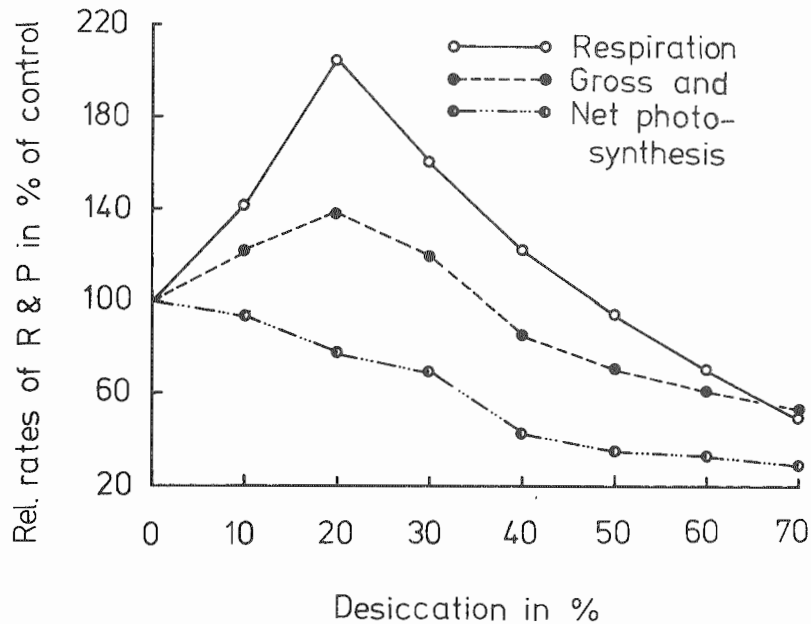 Rel. rates of R & P in % of control
220
180
140
100
60
20
Respiration
Gross and
Net photo-
synthesis
0 10 20 30 40 50 60 70
Desiccation in %